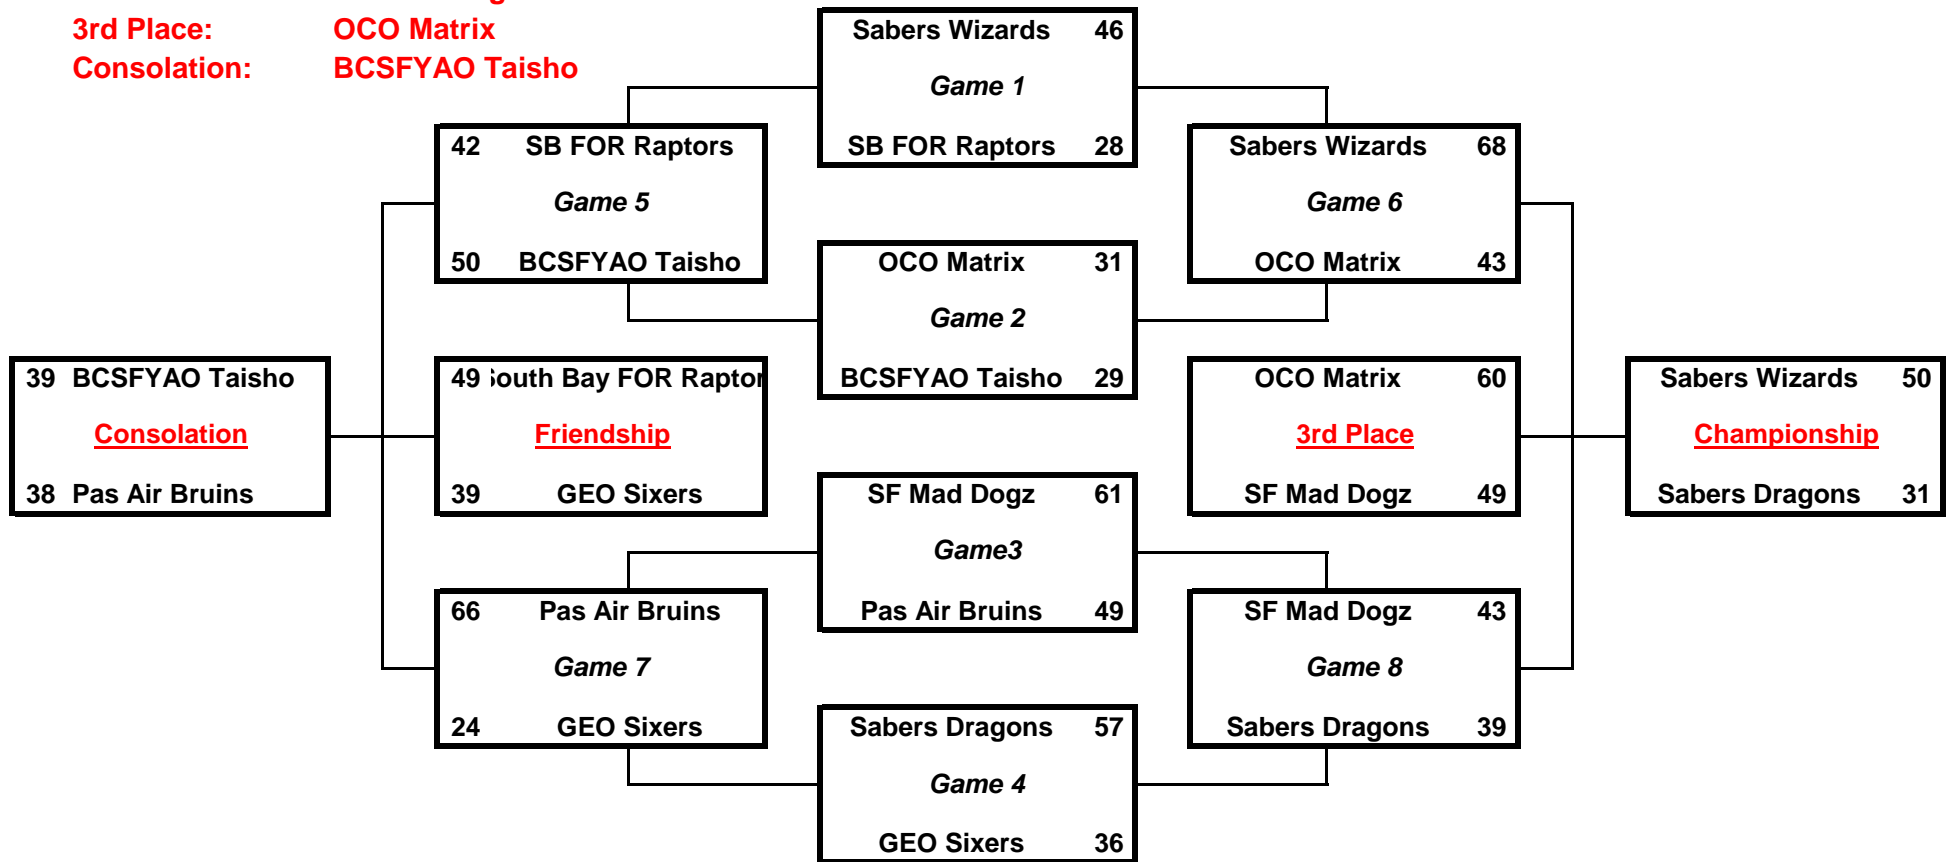 3rd Place: OCO Matrix
Consolation: BCSFYAO Taisho
Sabers Wizards 46
Game 1
SB FOR Raptors 28
42 SB FOR Raptors
Game 5
50 BCSFYAO Taisho
Sabers Wizards 68
Game 6
OCO Matrix 43
OCO Matrix 31
Game 2
BCSFYAO Taisho 29
39 BCSFYAO Taisho
Consolation
38 Pas Air Bruins
49 South Bay FOR Raptor
Friendship
39 GEO Sixers
OCO Matrix 60
3rd Place
SF Mad Dogz 49
Sabers Wizards 50
Championship
Sabers Dragons 31
SF Mad Dogz 61
Game3
Pas Air Bruins 49
66 Pas Air Bruins
Game 7
24 GEO Sixers
SF Mad Dogz 43
Game 8
Sabers Dragons 39
Sabers Dragons 57
Game 4
GEO Sixers 36